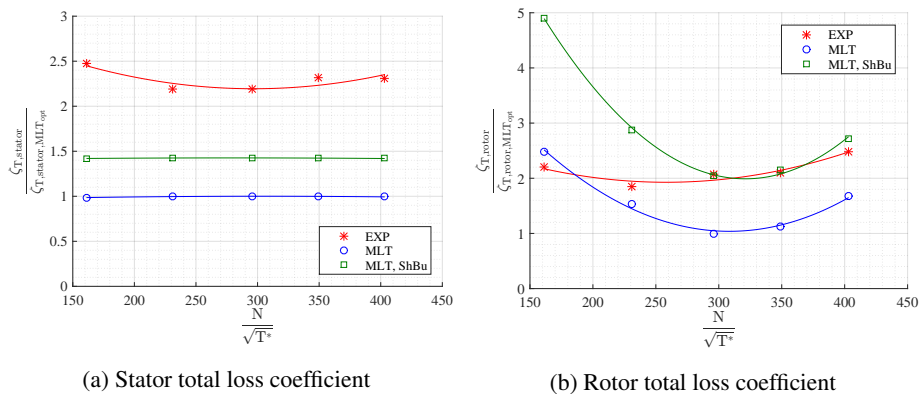 3
2.5
2
1.5
1
0.5
0
150 200 250 300 350 400 450
ζT,stator
ζT,stator,MLTopt
N
√T*
EXP
MLT
MLT, ShBu
(a) Stator total loss coefficient
5
4
3
2
1
0
150 200 250 300 350 400 450
ζT,rotor
ζT,rotor,MLTopt
N
√T*
EXP
MLT
MLT, ShBu
(b) Rotor total loss coefficient